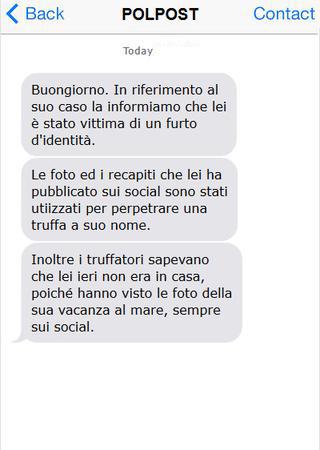 Back POLPOST Contact
Today
Buongiorno. In riferimento al
suo caso la informiamo che lei
è stato vittima di un furto
d'identità.
Le foto ed i recapiti che lei ha
pubblicato sui social sono stati
utiizzati per perpetrare una
truffa a suo nome.
Inoltre i truffatori sapevano
che lei ieri non era in casa,
poiché hanno visto le foto della
sua vacanza al mare, sempre
sui social.